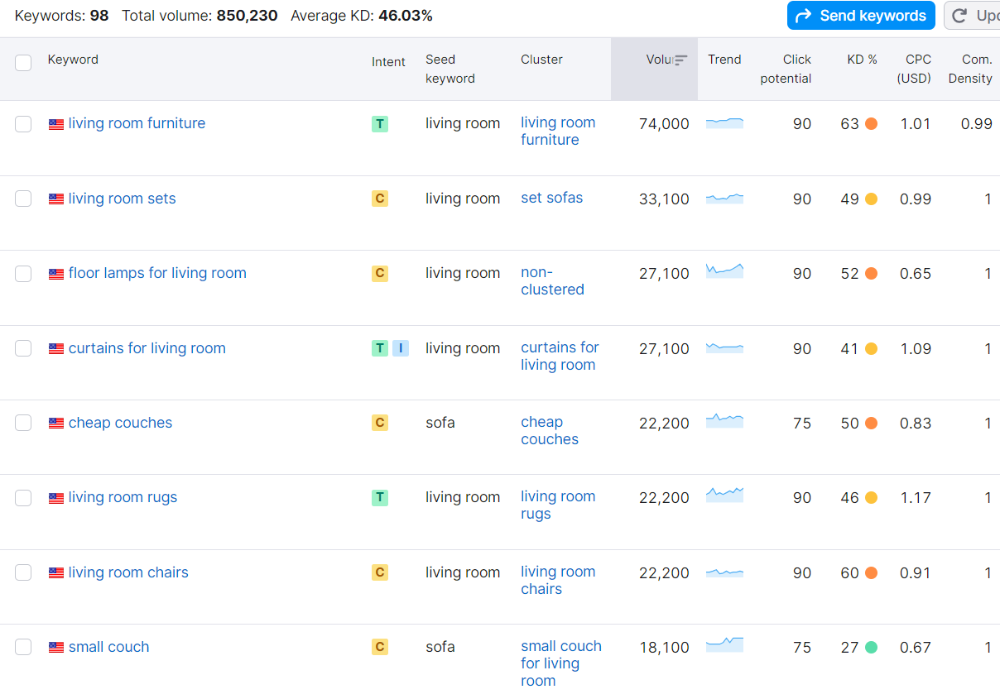 Keywords: 98 Total volume: 850,230 Average KD: 46.03% Send keywords
Keyword Intent Seed keyword Cluster Trend Click potential KD % CPC (USD) Com. Density
living room furniture T living room living room furniture 74,000 90 63 1.01 0.99
living room sets C living room set sofas 33,100 90 49 0.99 1
floor lamps for living room C living room non-clustered 27,100 90 52 0.65 1
curtains for living room T I living room curtains for living room 27,100 90 41 1.09 1
cheap couches C sofa cheap couches 22,200 75 50 0.83 1
living room rugs T living room living room rugs 22,200 90 46 1.17 1
living room chairs C living room living room chairs 22,200 90 60 0.91 1
small couch C sofa small couch for living room 18,100 75 27 0.67 1